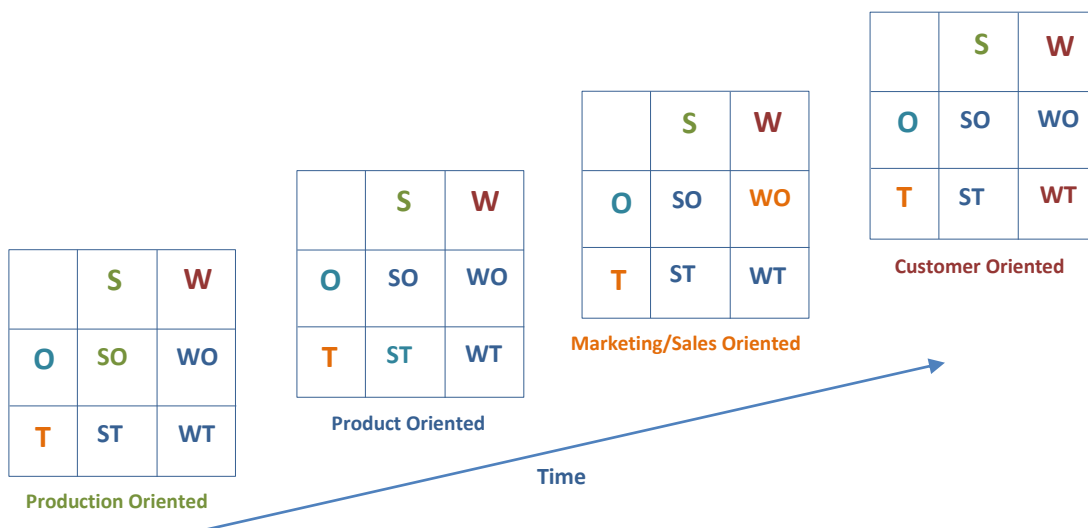 S W
O SO WO
T ST WT
Production Oriented
S W
O SO WO
T ST WT
Product Oriented
S W
O SO WO
T ST WT
Marketing/Sales Oriented
S W
O SO WO
T ST WT
Customer Oriented
Time